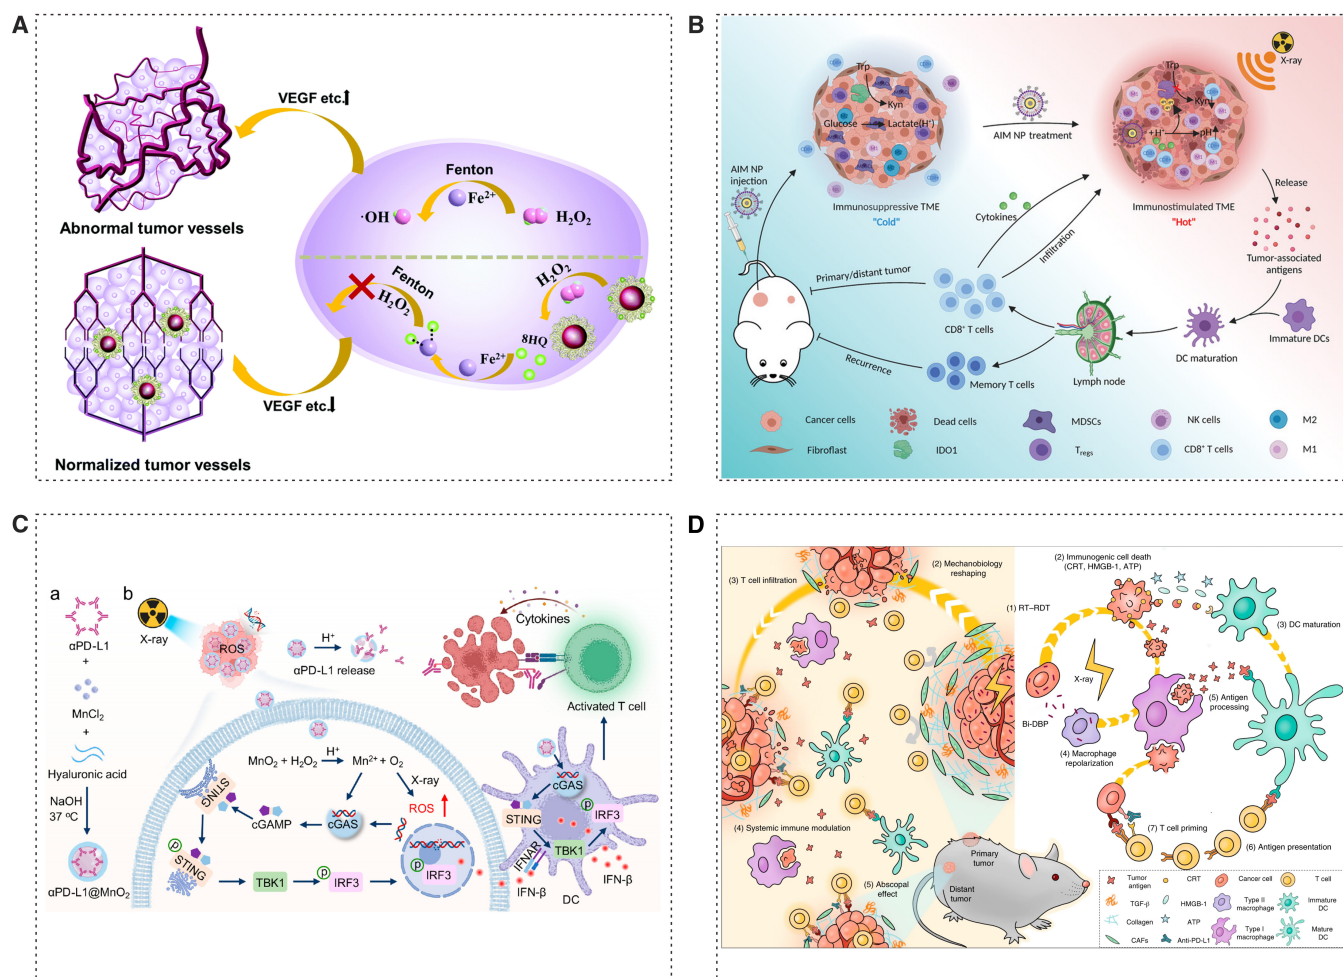 A
VEGF etc.⬆
Abnormal tumor vessels
Fenton
Fe²⁺
·OH
H₂O₂
Fenton
H₂O₂
H₂O₂
8HQ
Fe²⁺
VEGF etc.⬇
Normalized tumor vessels
B
X-ray
Trp
Kyn
Glucose
Lactate(H⁺)
AIM NP treatment
Trp
Kyn
+H⁺
pH
AIM NP
injection
Immunosuppressive TME
"Cold"
Cytokines
Immunostimulated TME
"Hot"
Release
Infiltration
Tumor-associated
antigens
Primary/distant tumor
CD8⁺ T cells
Recurrence
Memory T cells
Lymph node
DC maturation
Immature DCs
Cancer cells
Dead cells
MDSCs
NK cells
M2
Fibroblast
IDO1
Tregs
CD8⁺ T cells
M1
C
a
αPD-L1
+
MnCl₂
+
Hyaluronic acid
NaOH
37 ºC
αPD-L1@MnO₂
b
X-ray
ROS
H⁺
αPD-L1 release
Cytokines
Activated T cell
MnO₂ + H₂O₂
H⁺
Mn²⁺ + O₂
X-ray
ROS
STING
cGAMP
cGAS
p
STING
TBK1
p
IRF3
p
IRF3
cGAS
STING
p
IRF3
TBK1
IFNAR
IFN-β
DC
IFN-β
D
(2) Mechanobiology
reshaping
(3) T cell infiltration
(4) Systemic immune modulation
(5) Abscopal
effect
Primary
tumor
Distant
tumor
(2) Immunogenic cell death
(CRT, HMGB-1, ATP)
(1) RT–RDT
(3) DC maturation
X-ray
Bi-DBP
(5) Antigen
processing
(4) Macrophage
repolarization
(7) T cell priming
(6) Antigen presentation
Tumor
antigen
CRT
Cancer cell
T cell
TGF-β
HMGB-1
Type II
macrophage
Immature
DC
Collagen
ATP
CAFs
Anti-PD-L1
Type I
macrophage
Mature
DC